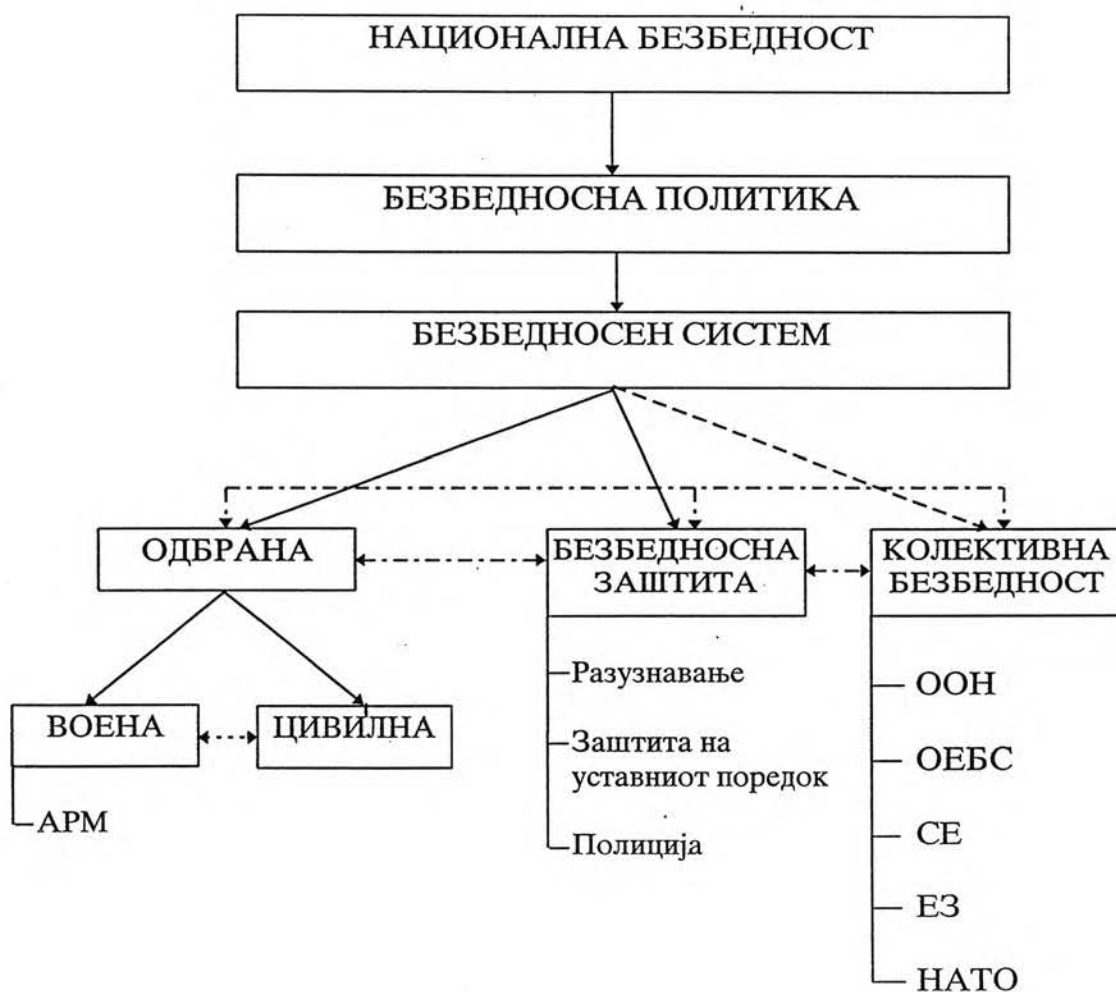 НАЦИОНАЛНА БЕЗБЕДНОСТ
БЕЗБЕДНОСНА ПОЛИТИКА
БЕЗБЕДНОСЕН СИСТЕМ
ОДБРАНА
БЕЗБЕДНОСНА
ЗАШТИТА
КОЛЕКТИВНА
БЕЗБЕДНОСТ
ВОЕНА
ЦИВИЛНА
АРМ
Разузнавање
Заштита на
уставниот поредок
Полиција
ООН
ОЕБС
СЕ
ЕЗ
НАТО